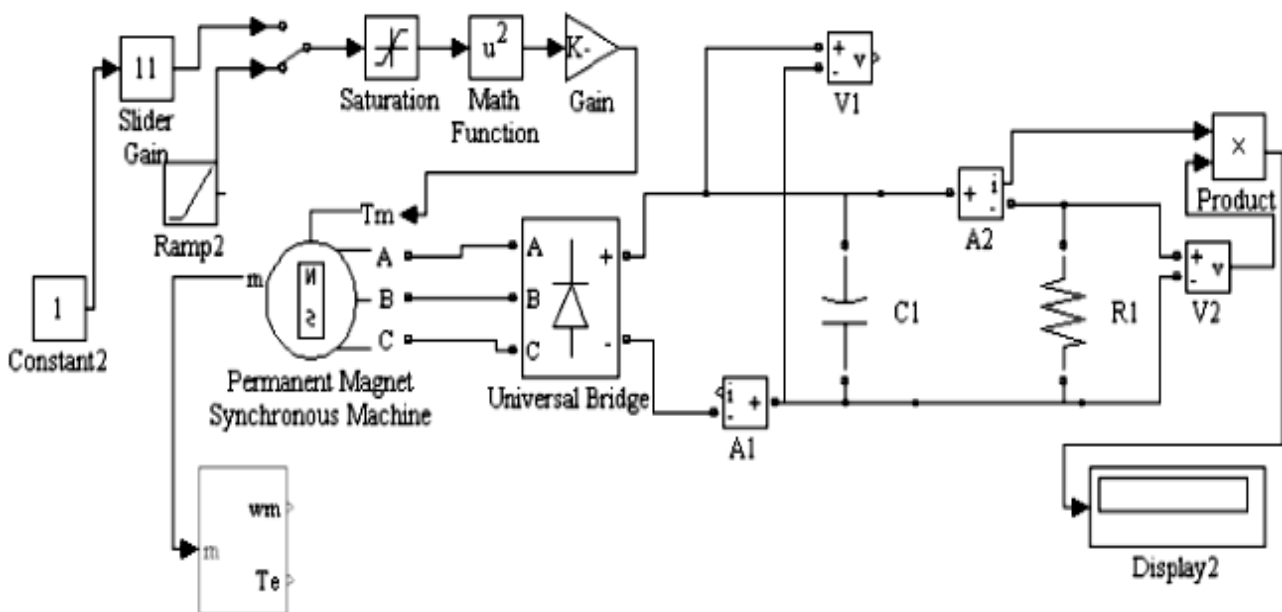 11
Slider
Gain
Ramp2
1
Constant2
Saturation
u²
Math
Function
K-
Gain
+
-
v
V1
Tm
m
N
S
A
B
C
Permanent Magnet
Synchronous Machine
A
B
C
+
-
Universal Bridge
i
-
+
A1
C1
+
i
-
A2
R1
×
Product
+
-
v
V2
m
wm
Te
Display2